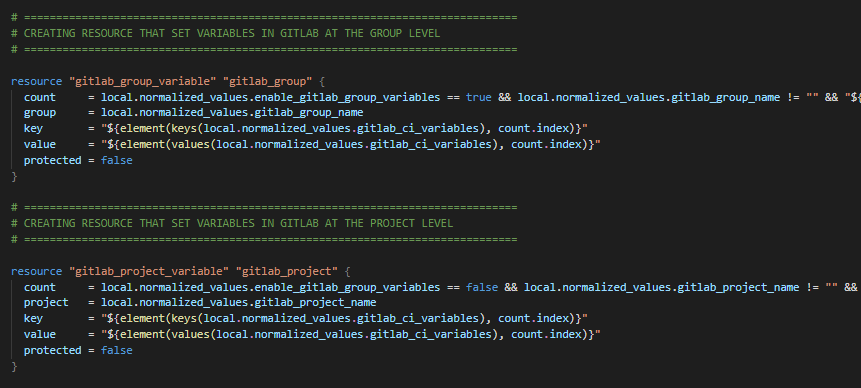 # =============================================================================
# CREATING RESOURCE THAT SET VARIABLES IN GITLAB AT THE GROUP LEVEL
# =============================================================================
resource "gitlab_group_variable" "gitlab_group" {
count     = local.normalized_values.enable_gitlab_group_variables == true && local.normalized_values.gitlab_group_name != "" && "${
group     = local.normalized_values.gitlab_group_name
key       = "${element(keys(local.normalized_values.gitlab_ci_variables), count.index)}"
value     = "${element(values(local.normalized_values.gitlab_ci_variables), count.index)}"
protected = false
}
# =============================================================================
# CREATING RESOURCE THAT SET VARIABLES IN GITLAB AT THE PROJECT LEVEL
# =============================================================================
resource "gitlab_project_variable" "gitlab_project" {
count     = local.normalized_values.enable_gitlab_group_variables == false && local.normalized_values.gitlab_project_name != "" &&
project   = local.normalized_values.gitlab_project_name
key       = "${element(keys(local.normalized_values.gitlab_ci_variables), count.index)}"
value     = "${element(values(local.normalized_values.gitlab_ci_variables), count.index)}"
protected = false
}